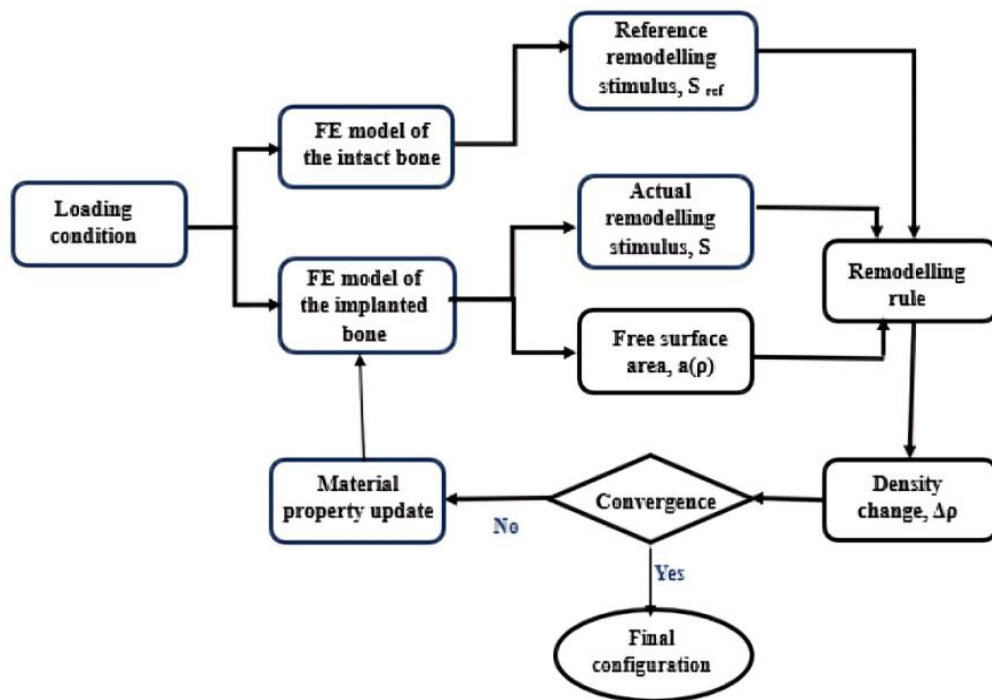 Reference
remodelling
stimulus, S ref
FE model of
the intact bone
Loading
condition
Actual
remodelling
stimulus, S
FE model of
the implanted
bone
Remodelling
rule
Free surface
area, a(ρ)
Material
property update
No
Convergence
Density
change, Δρ
Yes
Final
configuration